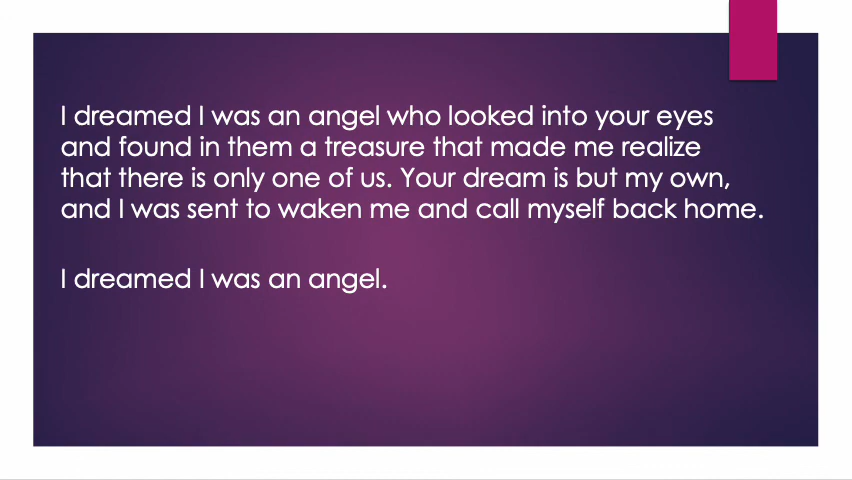 I dreamed I was an angel who looked into your eyes
and found in them a treasure that made me realize
that there is only one of us. Your dream is but my own,
and I was sent to waken me and call myself back home.
I dreamed I was an angel.